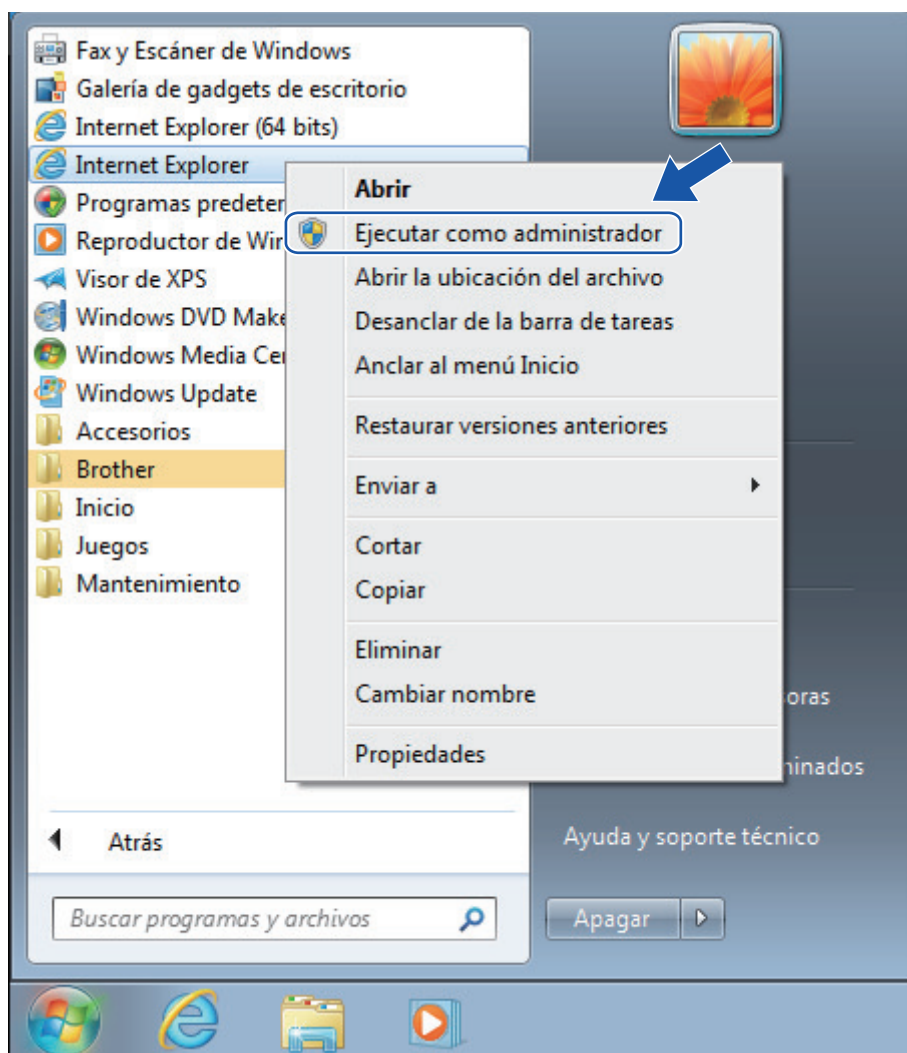 Fax y Escáner de Windows
Galería de gadgets de escritorio
Internet Explorer (64 bits)
Internet Explorer
Programas predeter
Reproductor de Wir
Visor de XPS
Windows DVD Make
Windows Media Cer
Windows Update
Accesorios
Brother
Inicio
Juegos
Mantenimiento
Atrás
Buscar programas y archivos
Abrir
Ejecutar como administrador
Abrir la ubicación del archivo
Desanclar de la barra de tareas
Anclar al menú Inicio
Restaurar versiones anteriores
Enviar a
Cortar
Copiar
Eliminar
Cambiar nombre
Propiedades
oras
ninados
Ayuda y soporte técnico
Apagar